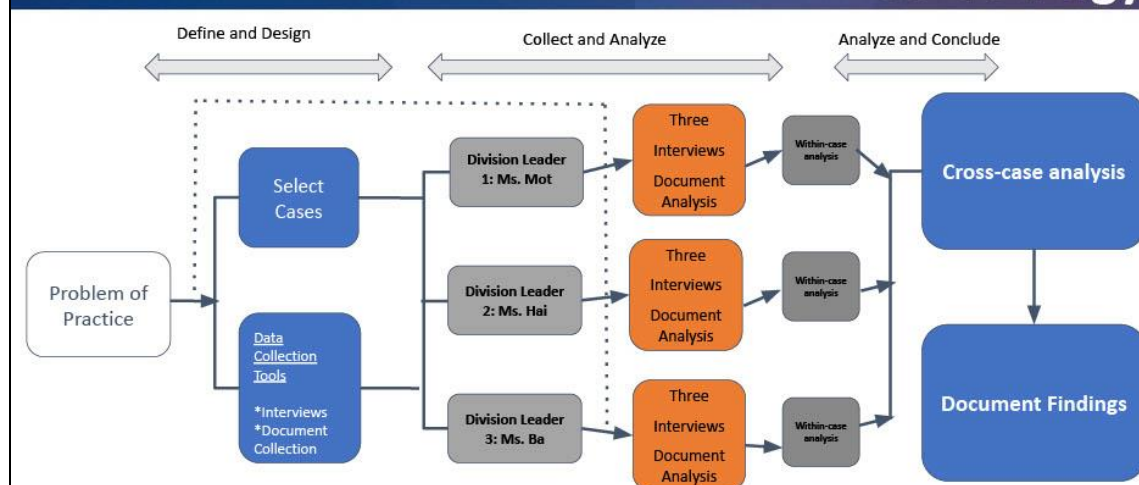 Define and Design
Collect and Analyze
Analyze and Conclude
Problem of
Practice
Select
Cases
Data
Collection
Tools
*Interviews
*Document
Collection
Division Leader
1: Ms. Mot
Division Leader
2: Ms. Hai
Division Leader
3: Ms. Ba
Three
Interviews
Document
Analysis
Three
Interviews
Document
Analysis
Three
Interviews
Document
Analysis
Within-case
analysis
Within-case
analysis
Within-case
analysis
Cross-case analysis
Document Findings